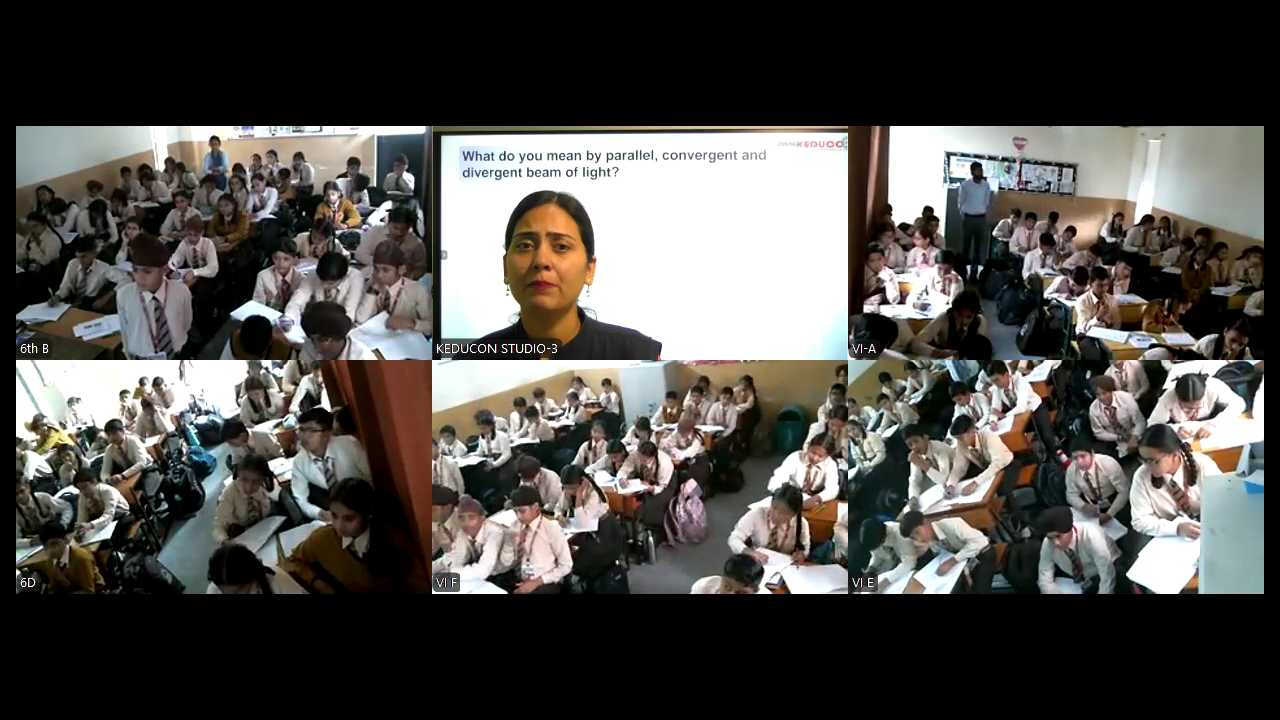 EDUCO
What do you mean by parallel, convergent and
divergent beam of light?
6th B
KEDUCON STUDIO-3
VI-A
6D
VI F
VI E